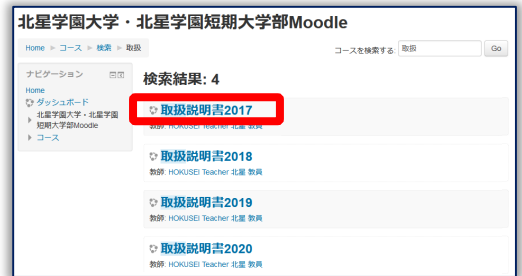 北星学園大学・北星学園短期大学部Moodle
Home ► コース ► 検索 ► 取扱
コースを検索する: 取扱 Go
ナビゲーション
Home
ダッシュボード
北星学園大学・北星学園
短期大学部Moodle
コース
検索結果: 4
取扱説明書2017
教師: HOKUSEI Teacher 北星 教員
取扱説明書2018
教師: HOKUSEI Teacher 北星 教員
取扱説明書2019
教師: HOKUSEI Teacher 北星 教員
取扱説明書2020
教師: HOKUSEI Teacher 北星 教員